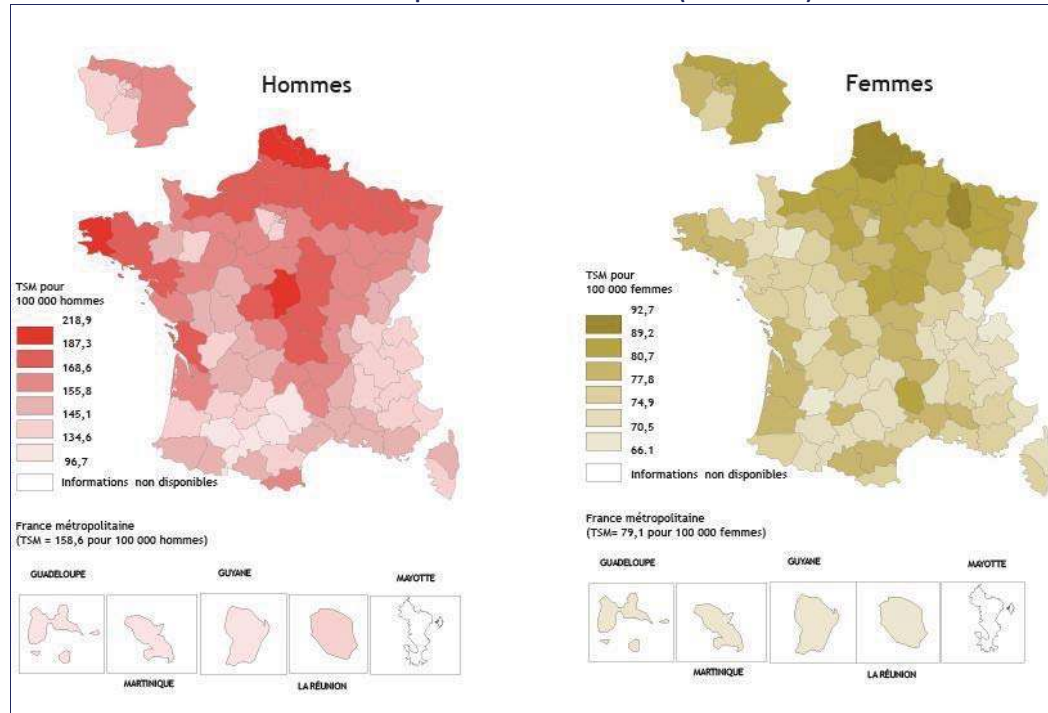 Hommes
TSM pour
100 000 hommes
218,9
187,3
168,6
155,8
145,1
134,6
96,7
Informations non disponibles
France métropolitaine
(TSM = 158,6 pour 100 000 hommes)
GUADELOUPE
GUYANE
MAYOTTE
MARTINIQUE
LA RÉUNION
Femmes
TSM pour
100 000 femmes
92,7
89,2
80,7
77,8
74,9
70,5
66.1
Informations non disponibles
France métropolitaine
(TSM= 79,1 pour 100 000 femmes)
GUADELOUPE
GUYANE
MAYOTTE
MARTINIQUE
LA RÉUNION